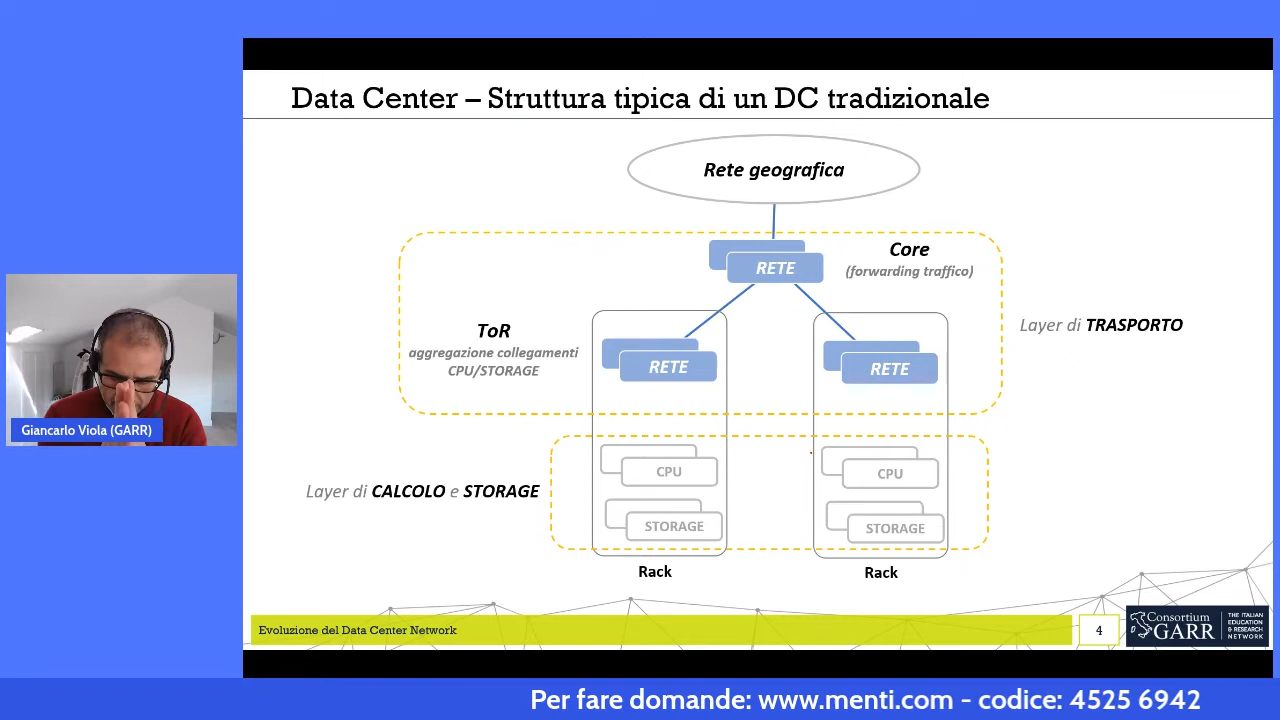 Data Center – Struttura tipica di un DC tradizionale
Rete geografica
RETE
Core
(forwarding traffico)
Layer di TRASPORTO
ToR
aggregazione collegamenti
CPU/STORAGE
RETE
RETE
Layer di CALCOLO e STORAGE
CPU
STORAGE
CPU
STORAGE
Rack
Rack
Giancarlo Viola (GARR)
Evoluzione del Data Center Network
4
Consortium
GARR
THE ITALIAN
EDUCATION
& RESEARCH
NETWORK
Per fare domande: www.menti.com - codice: 4525 6942